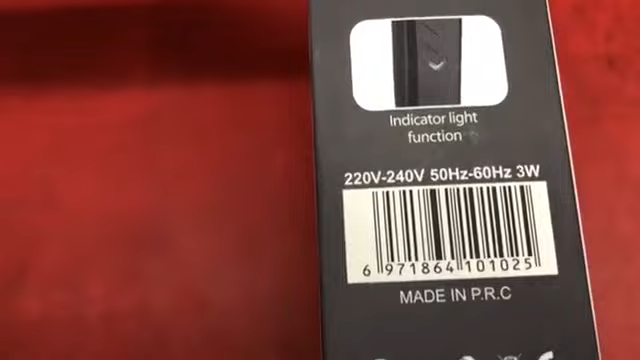 Indicator light
function
220V-240V 50Hz-60Hz 3W
6 971864 101025
MADE IN P.R.C